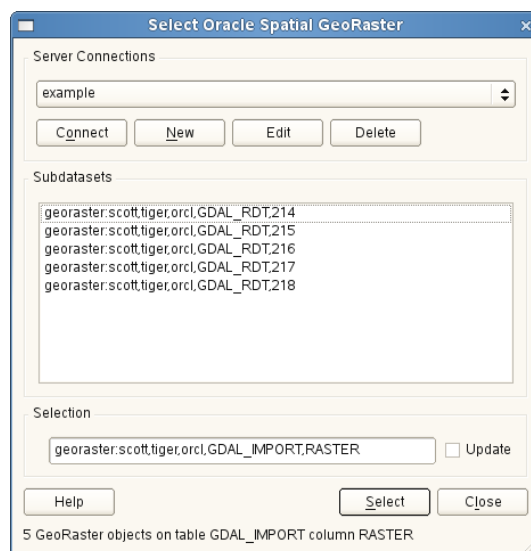 Select Oracle Spatial GeoRaster
Server Connections
example
Connect New Edit Delete
Subdatasets
georaster:scott,tiger,orcl,GDAL_RDT,214
georaster:scott,tiger,orcl,GDAL_RDT,215
georaster:scott,tiger,orcl,GDAL_RDT,216
georaster:scott,tiger,orcl,GDAL_RDT,217
georaster:scott,tiger,orcl,GDAL_RDT,218
Selection
georaster:scott,tiger,orcl,GDAL_IMPORT,RASTER Update
Help Select Close
5 GeoRaster objects on table GDAL_IMPORT column RASTER